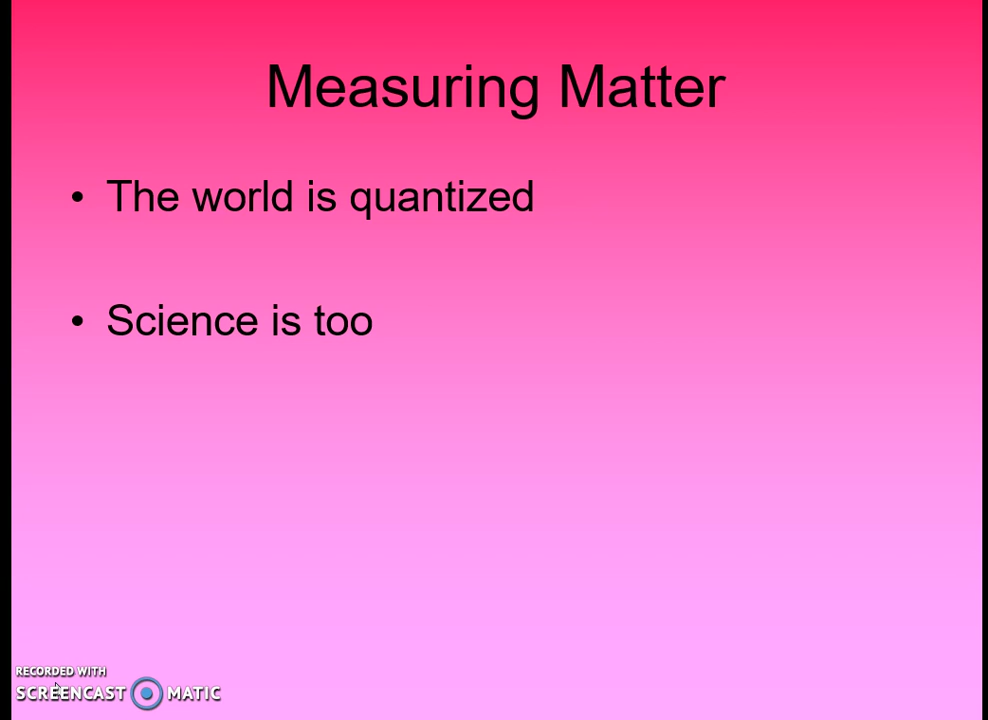 Measuring Matter
• The world is quantized
• Science is too
RECORDED WITH
SCREENCAST MATIC